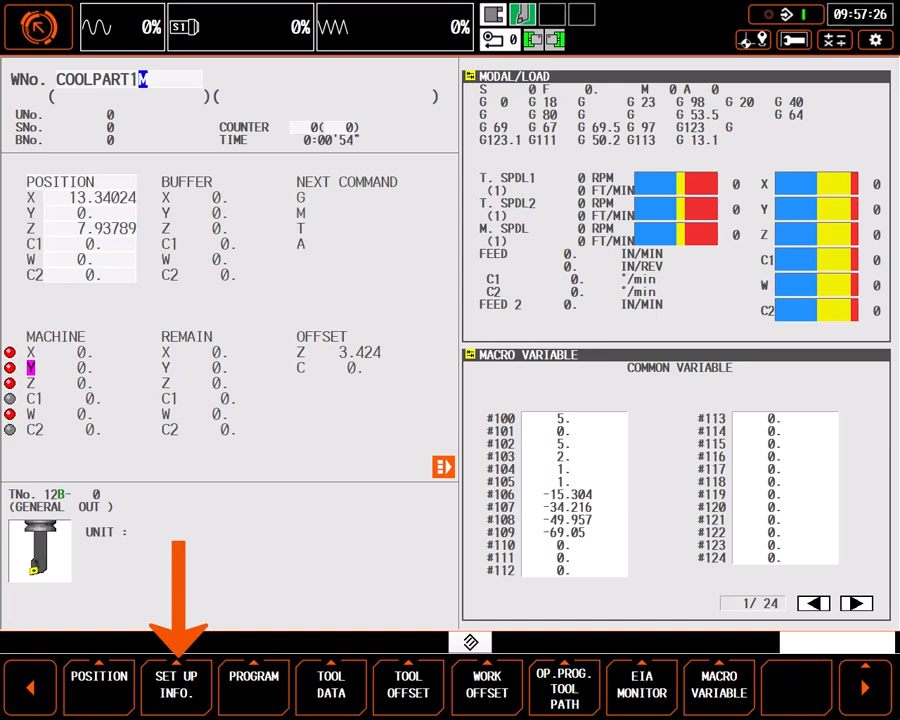 0% S1 0% 0% 0 09:57:26
WNo. COOLPART1M
( )( )
UNo. 0
SNo. 0 COUNTER 0( 0)
BNo. 0 TIME 0:00'54"
POSITION BUFFER NEXT COMMAND
X 13.34024 X 0. G
Y 0. Y 0. M
Z 7.93789 Z 0. T
C1 0. C1 0. A
W 0. W 0.
C2 0. C2 0.
MACHINE REMAIN OFFSET
X 0. X 0. Z 3.424
Y 0. Y 0. C 0.
Z 0. Z 0.
C1 0. C1 0.
W 0. W 0.
C2 0. C2 0.
TNo. 12B- 0
(GENERAL OUT )
UNIT :
MODAL/LOAD
S 0 F 0. M 0 A 0
G 0 G 18 G 23 G 98 G 20 G 40
G G 80 G G 53.5 G 64
G 69 G 67 G 69.5 G 97 G123 G
G123.1 G111 G 50.2 G 113 G 13.1
T. SPDL1 0 RPM
(1) 0 FT/MIN 0
T. SPDL2 0 RPM
(1) 0 FT/MIN 0
M. SPDL 0 RPM
(1) 0 FT/MIN 0
FEED 0. IN/MIN
0. IN/REV
C1 0. °/min
C2 0. °/min
FEED 2 0. IN/MIN
X 0
Y 0
Z 0
C1 0
W 0
C2 0
MACRO VARIABLE
COMMON VARIABLE
#100 5. #113 0.
#101 0. #114 0.
#102 5. #115 0.
#103 2. #116 0.
#104 1. #117 0.
#105 1. #118 0.
#106 -15.304 #119 0.
#107 -34.216 #120 0.
#108 -49.957 #121 0.
#109 -69.05 #122 0.
#110 0. #123 0.
#111 0. #124 0.
#112 0.
1/ 24
POSITION
SET UP
INFO.
PROGRAM
TOOL
DATA
TOOL
OFFSET
WORK
OFFSET
OP.PROG.
TOOL
PATH
EIA
MONITOR
MACRO
VARIABLE